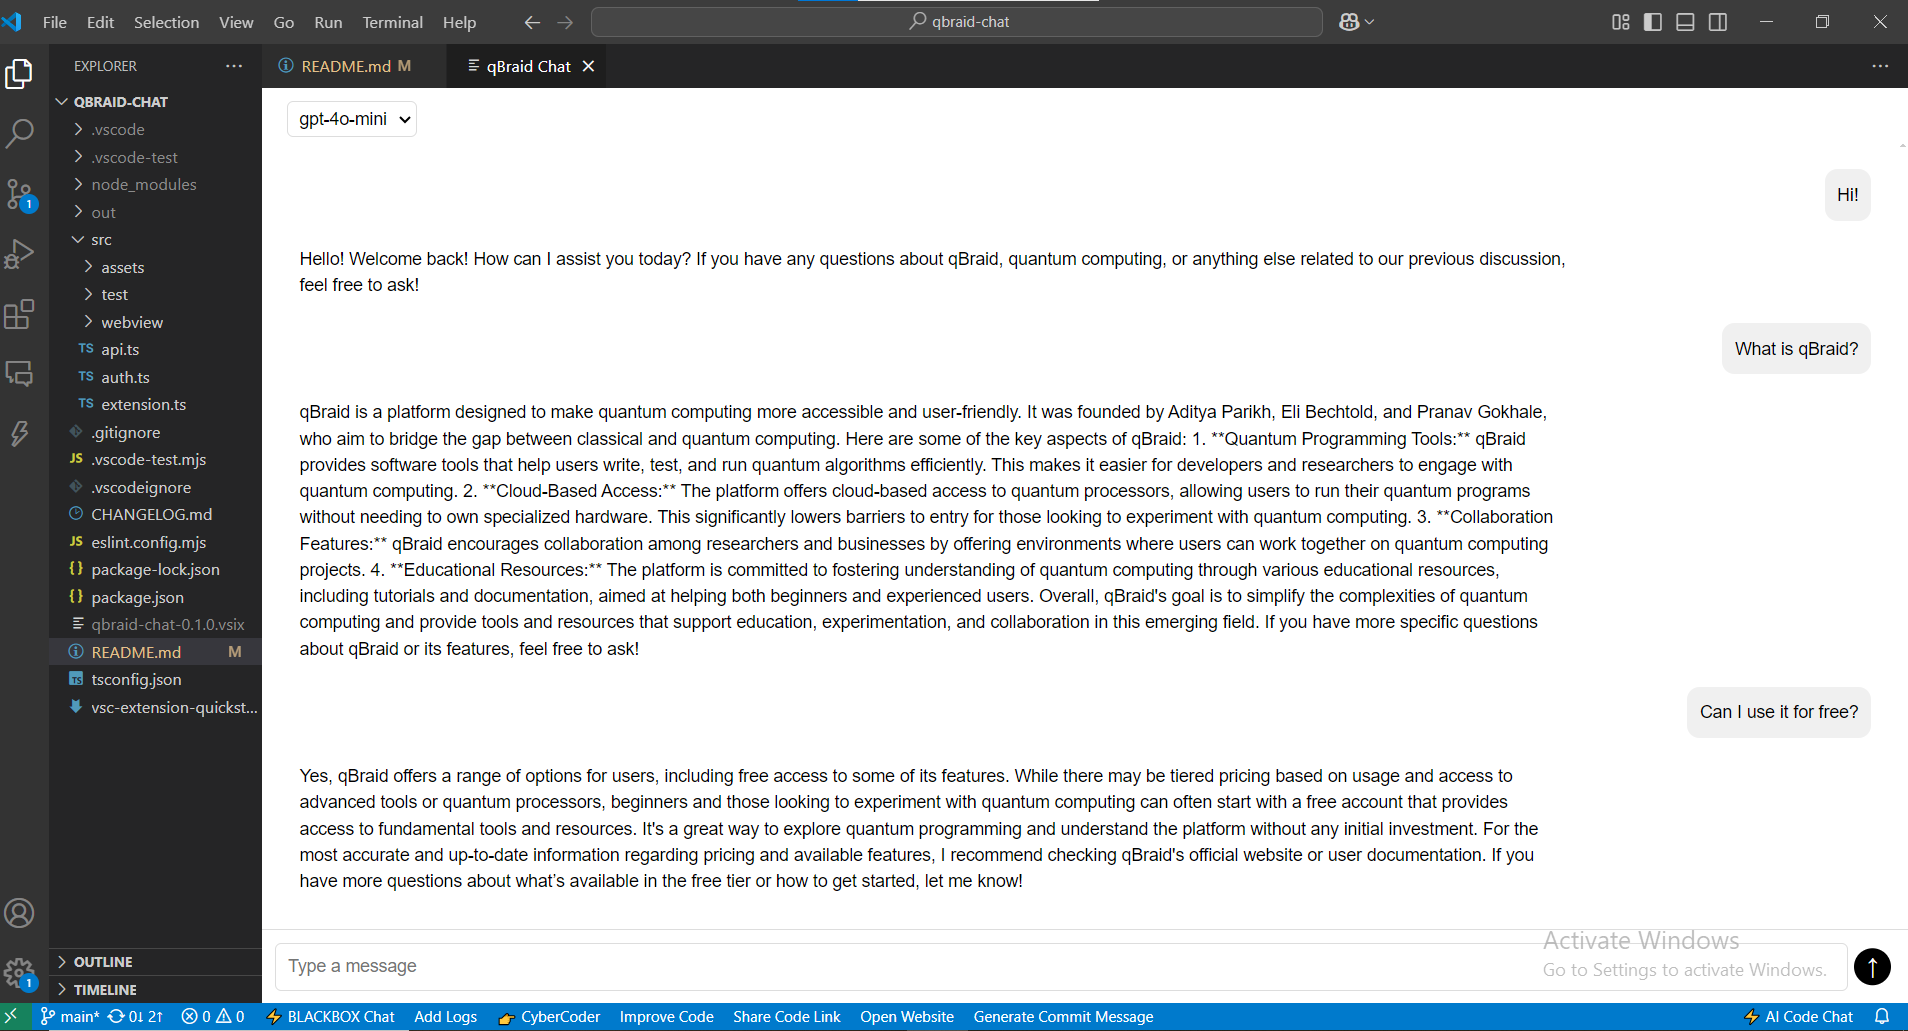 File Edit Selection View Go Run Terminal Help
qbraid-chat
EXPLORER
README.md M
qBraid Chat
QBRAID-CHAT
.vscode
.vscode-test
node_modules
out
src
assets
test
webview
TS api.ts
TS auth.ts
TS extension.ts
.gitignore
JS .vscode-test.mjs
.vscodeignore
CHANGELOG.md
JS eslint.config.mjs
{} package-lock.json
{} package.json
qbraid-chat-0.1.0.vsix
README.md M
TS tsconfig.json
vsc-extension-quickst...
OUTLINE
TIMELINE
1
1
gpt-4o-mini
Hi!
Hello! Welcome back! How can I assist you today? If you have any questions about qBraid, quantum computing, or anything else related to our previous discussion,
feel free to ask!
What is qBraid?
qBraid is a platform designed to make quantum computing more accessible and user-friendly. It was founded by Aditya Parikh, Eli Bechtold, and Pranav Gokhale,
who aim to bridge the gap between classical and quantum computing. Here are some of the key aspects of qBraid: 1. **Quantum Programming Tools:** qBraid
provides software tools that help users write, test, and run quantum algorithms efficiently. This makes it easier for developers and researchers to engage with
quantum computing. 2. **Cloud-Based Access:** The platform offers cloud-based access to quantum processors, allowing users to run their quantum programs
without needing to own specialized hardware. This significantly lowers barriers to entry for those looking to experiment with quantum computing. 3. **Collaboration
Features:** qBraid encourages collaboration among researchers and businesses by offering environments where users can work together on quantum computing
projects. 4. **Educational Resources:** The platform is committed to fostering understanding of quantum computing through various educational resources,
including tutorials and documentation, aimed at helping both beginners and experienced users. Overall, qBraid's goal is to simplify the complexities of quantum
computing and provide tools and resources that support education, experimentation, and collaboration in this emerging field. If you have more specific questions
about qBraid or its features, feel free to ask!
Can I use it for free?
Yes, qBraid offers a range of options for users, including free access to some of its features. While there may be tiered pricing based on usage and access to
advanced tools or quantum processors, beginners and those looking to experiment with quantum computing can often start with a free account that provides
access to fundamental tools and resources. It's a great way to explore quantum programming and understand the platform without any initial investment. For the
most accurate and up-to-date information regarding pricing and available features, I recommend checking qBraid's official website or user documentation. If you
have more questions about what’s available in the free tier or how to get started, let me know!
Type a message
Activate Windows
Go to Settings to activate Windows.
main* 0↓ 2↑ 0 0 BLACKBOX Chat Add Logs CyberCoder Improve Code Share Code Link Open Website Generate Commit Message AI Code Chat